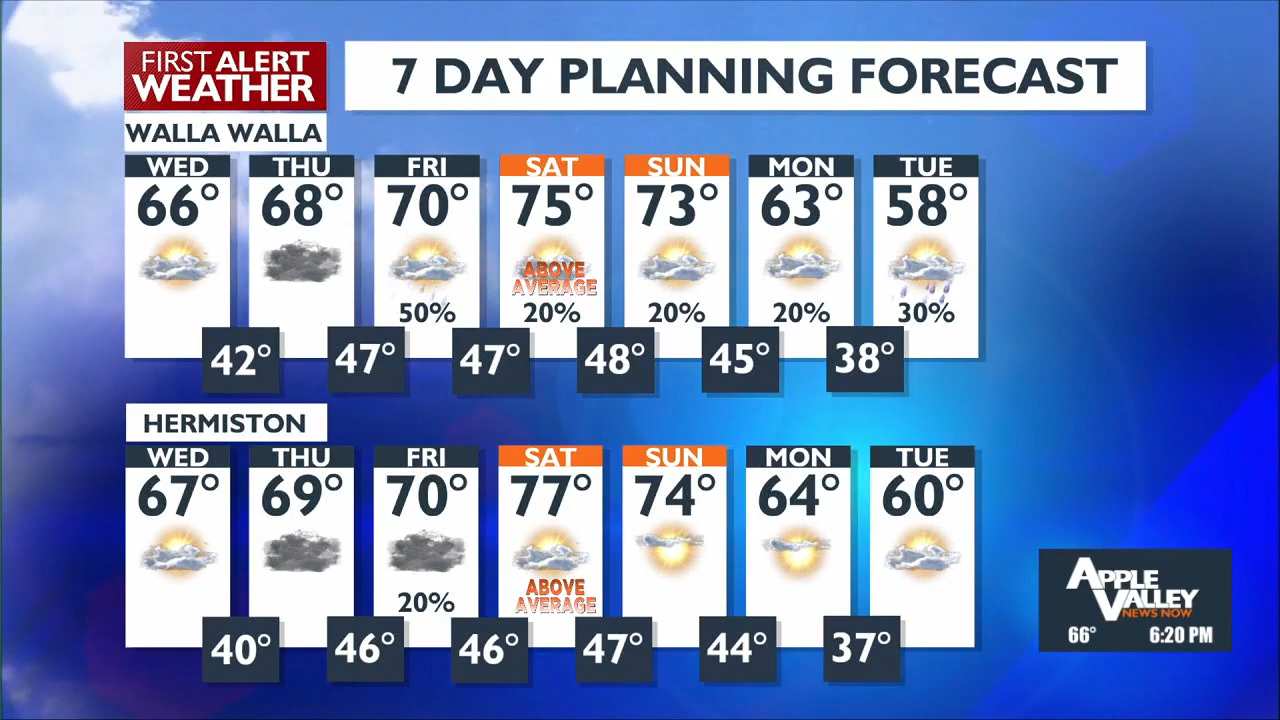 FIRST ALERT
WEATHER
7 DAY PLANNING FORECAST
WALLA WALLA
WED THU FRI SAT SUN MON TUE
66° 68° 70° 75° 73° 63° 58°
ABOVE
AVERAGE
50% 20% 20% 20% 30%
42° 47° 47° 48° 45° 38°
HERMISTON
WED THU FRI SAT SUN MON TUE
67° 69° 70° 77° 74° 64° 60°
ABOVE
AVERAGE
20%
40° 46° 46° 47° 44° 37°
APPLE
VALLEY
NEWS NOW
66° 6:20 PM